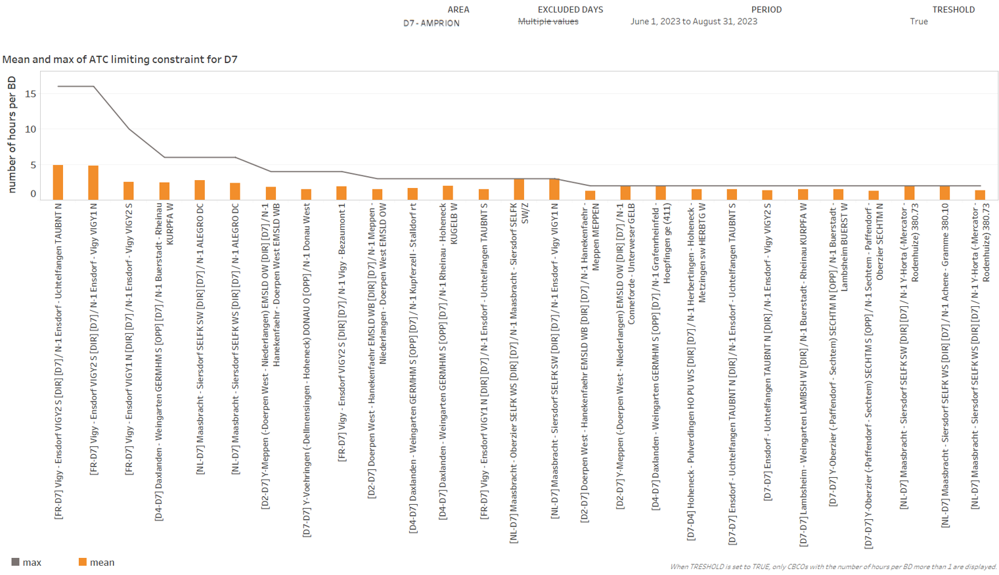 AREA EXCLUDED DAYS PERIOD TRESHOLD
D7 - AMPRION Multiple values June 1, 2023 to August 31, 2023 True
Mean and max of ATC limiting constraint for D7
number of hours per BD
15
10
5
0
[FR-D7] Vigy - Ensdorf VIGY2 S [DIR] [D7] / N-1 Ensdorf - Uchtelfangen TAUBNT N
[FR-D7] Vigy - Ensdorf VIGY2 S [DIR] [D7] / N-1 Ensdorf - Vigy VIGY1 N
[FR-D7] Vigy - Ensdorf VIGY1 N [DIR] [D7] / N-1 Ensdorf - Vigy VIGY2 S
[D4-D7] Daxlanden - Weingarten GERMHM S [OPP] [D7] / N-1 Buerstadt - Rheinau
KURPFA W
[NL-D7] Maasbracht - Siersdorf SELFK SW [DIR] [D7] / N-1 ALEGRO DC
[NL-D7] Maasbracht - Siersdorf SELFK WS [DIR] [D7] / N-1 ALEGRO DC
[D2-D7] Y-Meppen (-Doerpen West - Niederlangen) EMSLD OW [DIR] [D7] / N-1
Hanekenfaehr - Doerpen West EMSLD WB
[D7-D7] Y-Voehringen (-Dellmensingen - Hoheneck) DONAU O [OPP] / N-1 Donau West
[FR-D7] Vigy - Ensdorf VIGY2 S [DIR] [D7] / N-1 Vigy - Bezaumont 1
[D2-D7] Doerpen West - Hanekenfaehr EMSLD WB [DIR] [D7] / N-1 Meppen -
Niederlangen - Doerpen West EMSLD OW
[D4-D7] Daxlanden - Weingarten GERMHM S [OPP] [D7] / N-1 Kupferzell - Stalldorf rt
[D4-D7] Daxlanden - Weingarten GERMHM S [OPP] [D7] / N-1 Rheinau - Hoheneck
KUGELB W
[FR-D7] Vigy - Ensdorf VIGY1 N [DIR] [D7] / N-1 Ensdorf - Uchtelfangen TAUBNT S
[NL-D7] Maasbracht - Oberzier SELFK WS [DIR] [D7] / N-1 Maasbracht - Siersdorf SELFK
SW/Z
[NL-D7] Maasbracht - Siersdorf SELFK SW [DIR] [D7] / N-1 Ensdorf - Vigy VIGY1 N
[D2-D7] Doerpen West - Hanekenfaehr EMSLD WB [DIR] [D7] / N-1 Hanekenfaehr -
Meppen MEPPEN
[D2-D7] Y-Meppen (-Doerpen West - Niederlangen) EMSLD OW [DIR] [D7] / N-1
Conneforde - Unterweser GELB
[D4-D7] Daxlanden - Weingarten GERMHM S [OPP] [D7] / N-1 Grafenrheinfeld -
Hoepfingen ge (411)
[D7-D4] Hoheneck - Pulverdingen HO PU WS [DIR] [D7] / N-1 Herbertingen - Hoheneck -
Metzingen sw HERBTG W
[D7-D7] Ensdorf - Uchtelfangen TAUBNT N [DIR] / N-1 Ensdorf - Uchtelfangen TAUBNT S
[D7-D7] Ensdorf - Uchtelfangen TAUBNT N [DIR] / N-1 Ensdorf - Vigy VIGY2 S
[D7-D7] Lambsheim - Weingarten LAMBSH W [DIR] / N-1 Buerstadt - Rheinau KURPFA W
[D7-D7] Y-Oberzier (-Paffendorf - Sechtem) SECHTM N [OPP] / N-1 Buerstadt -
Lambsheim BUERST W
[D7-D7] Y-Oberzier (-Paffendorf - Sechtem) SECHTM S [OPP] / N-1 Sechtem - Paffendorf -
Oberzier SECHTM N
[NL-D7] Maasbracht - Siersdorf SELFK SW [DIR] [D7] / N-1 Y-Horta (-Mercator -
Rodenhuize) 380.73
[NL-D7] Maasbracht - Siersdorf SELFK WS [DIR] [D7] / N-1 Achene - Gramme 380.10
[NL-D7] Maasbracht - Siersdorf SELFK WS [DIR] [D7] / N-1 Y-Horta (-Mercator -
Rodenhuize) 380.73
max mean
When TRESHOLD is set to TRUE, only CBCOs with the number of hours per BD more than 1 are displayed.